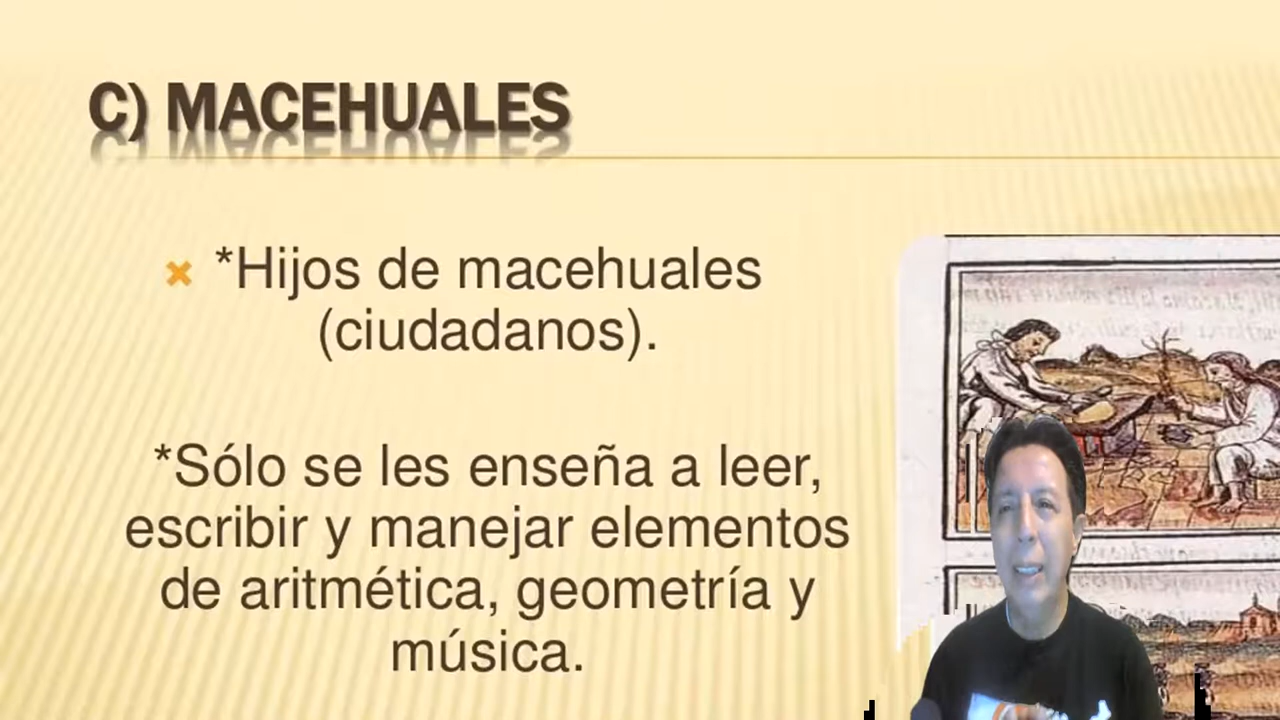 C) MACEHUALES
*Hijos de macehuales
(ciudadanos).
*Sólo se les enseña a leer,
escribir y manejar elementos
de aritmética, geometría y
música.